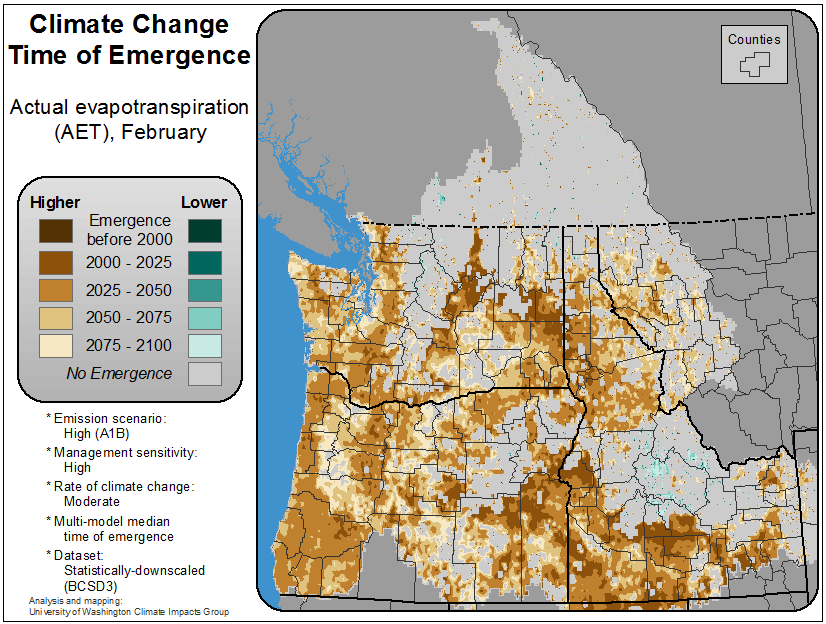 Climate Change
Time of Emergence
Actual evapotranspiration
(AET), February
Higher
Lower
Emergence
before 2000
2000 - 2025
2025 - 2050
2050 - 2075
2075 - 2100
No Emergence
* Emission scenario:
High (A1B)
* Management sensitivity:
High
* Rate of climate change:
Moderate
* Multi-model median
time of emergence
* Dataset:
Statistically-downscaled
(BCSD3)
Analysis and mapping:
University of Washington Climate Impacts Group
Counties